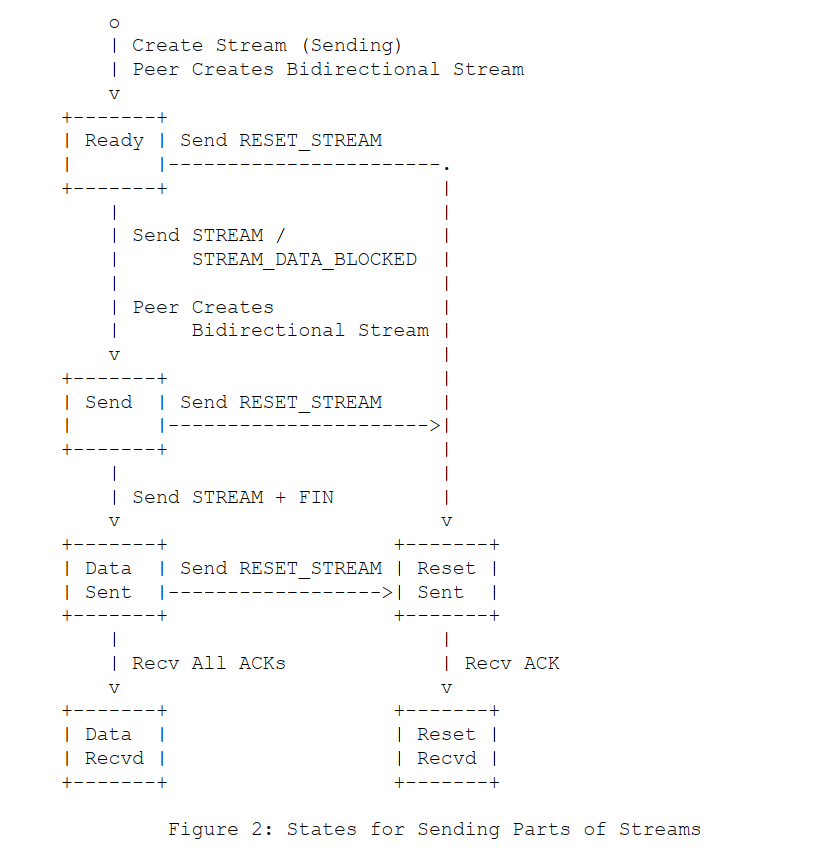 o
| Create Stream (Sending)
| Peer Creates Bidirectional Stream
v
+-------+
| Ready | Send RESET_STREAM
|       |-----------------------.
+-------+                       |
    |                           |
    | Send STREAM /             |
    |      STREAM_DATA_BLOCKED  |
    |                           |
    | Peer Creates              |
    |      Bidirectional Stream |
    v                           |
+-------+                       |
| Send  | Send RESET_STREAM     |
|       |---------------------->|
+-------+                       |
    |                           |
    | Send STREAM + FIN         |
    v                           v
+-------+                   +-------+
| Data  | Send RESET_STREAM | Reset |
| Sent  |------------------>| Sent  |
+-------+                   +-------+
    |                           |
    | Recv All ACKs             | Recv ACK
    v                           v
+-------+                   +-------+
| Data  |                   | Reset |
| Recvd |                   | Recvd |
+-------+                   +-------+
Figure 2: States for Sending Parts of Streams